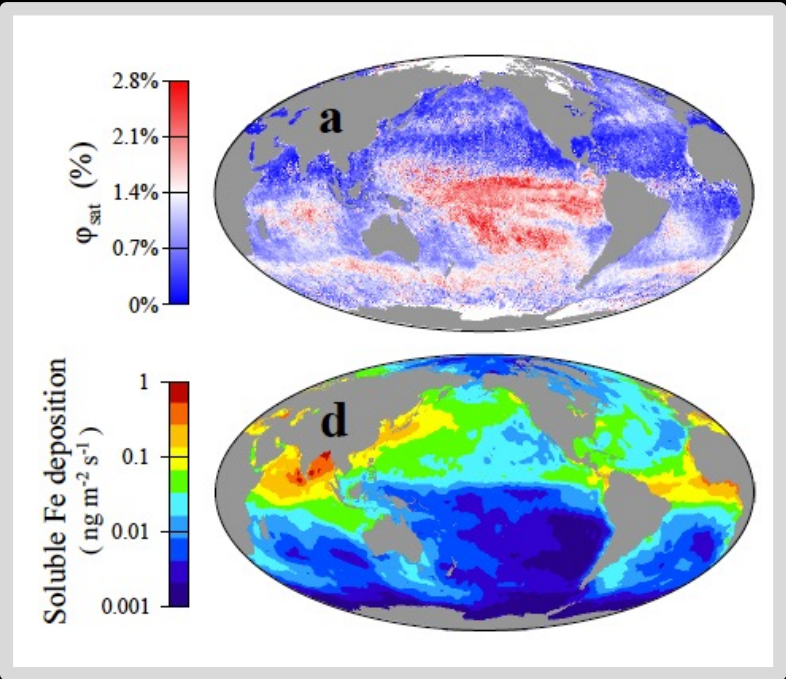 2.8%
2.1%
1.4%
0.7%
0%
φsat (%)
a
1
0.1
0.01
0.001
Soluble Fe deposition
( ng m⁻² s⁻¹ )
d